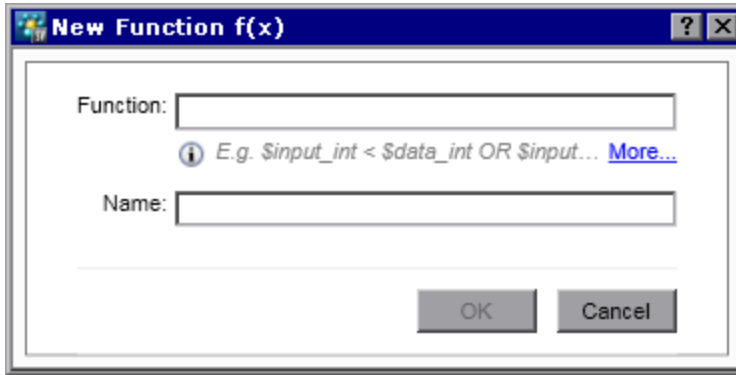 New Function f(x) ? X
Function:
i E.g. $input_int < $data_int OR $input... More...
Name:
OK Cancel